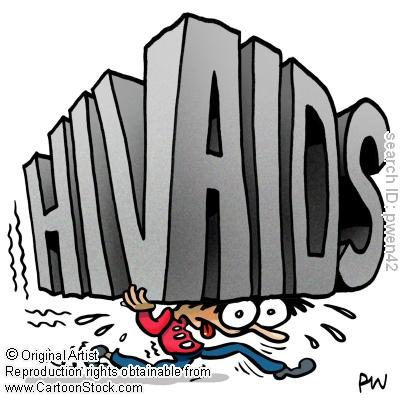 HIV AIDS
search ID: pwen42
PW
© Original Artist
Reproduction rights obtainable from
www.CartoonStock.com